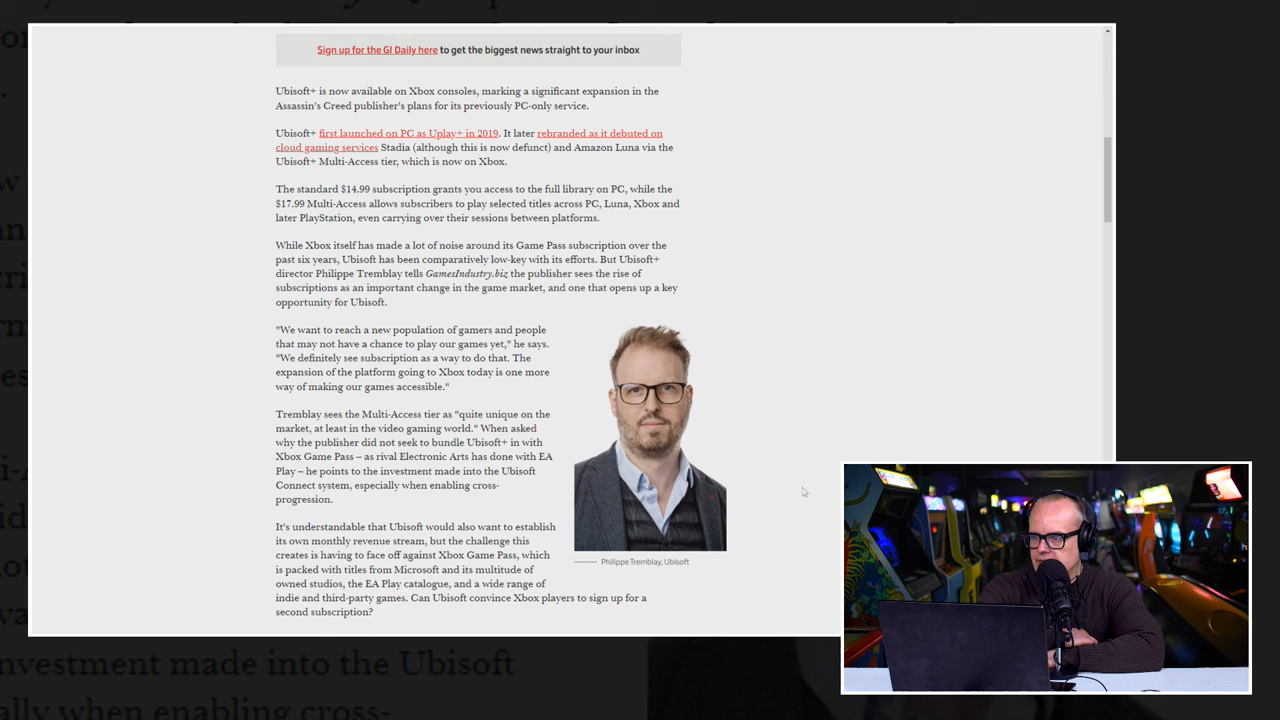 Sign up for the GI Daily here to get the biggest news straight to your inbox
Ubisoft+ is now available on Xbox consoles, marking a significant expansion in the
Assassin's Creed publisher's plans for its previously PC-only service.
Ubisoft+ first launched on PC as Uplay+ in 2019. It later rebranded as it debuted on
cloud gaming services Stadia (although this is now defunct) and Amazon Luna via the
Ubisoft+ Multi-Access tier, which is now on Xbox.
The standard $14.99 subscription grants you access to the full library on PC, while the
$17.99 Multi-Access allows subscribers to play selected titles across PC, Luna, Xbox and
later PlayStation, even carrying over their sessions between platforms.
While Xbox itself has made a lot of noise around its Game Pass subscription over the
past six years, Ubisoft has been comparatively low-key with its efforts. But Ubisoft+
director Philippe Tremblay tells GamesIndustry.biz the publisher sees the rise of
subscriptions as an important change in the game market, and one that opens up a key
opportunity for Ubisoft.
"We want to reach a new population of gamers and people
that may not have a chance to play our games yet," he says.
"We definitely see subscription as a way to do that. The
expansion of the platform going to Xbox today is one more
way of making our games accessible."
Tremblay sees the Multi-Access tier as "quite unique on the
market, at least in the video gaming world." When asked
why the publisher did not seek to bundle Ubisoft+ in with
Xbox Game Pass – as rival Electronic Arts has done with EA
Play – he points to the investment made into the Ubisoft
Connect system, especially when enabling cross-
progression.
It's understandable that Ubisoft would also want to establish
its own monthly revenue stream, but the challenge this
creates is having to face off against Xbox Game Pass, which
is packed with titles from Microsoft and its multitude of
owned studios, the EA Play catalogue, and a wide range of
indie and third-party games. Can Ubisoft convince Xbox players to sign up for a
second subscription?
Philippe Tremblay, Ubisoft
nvestment made into the Ubisoft
ally when enabling cross-